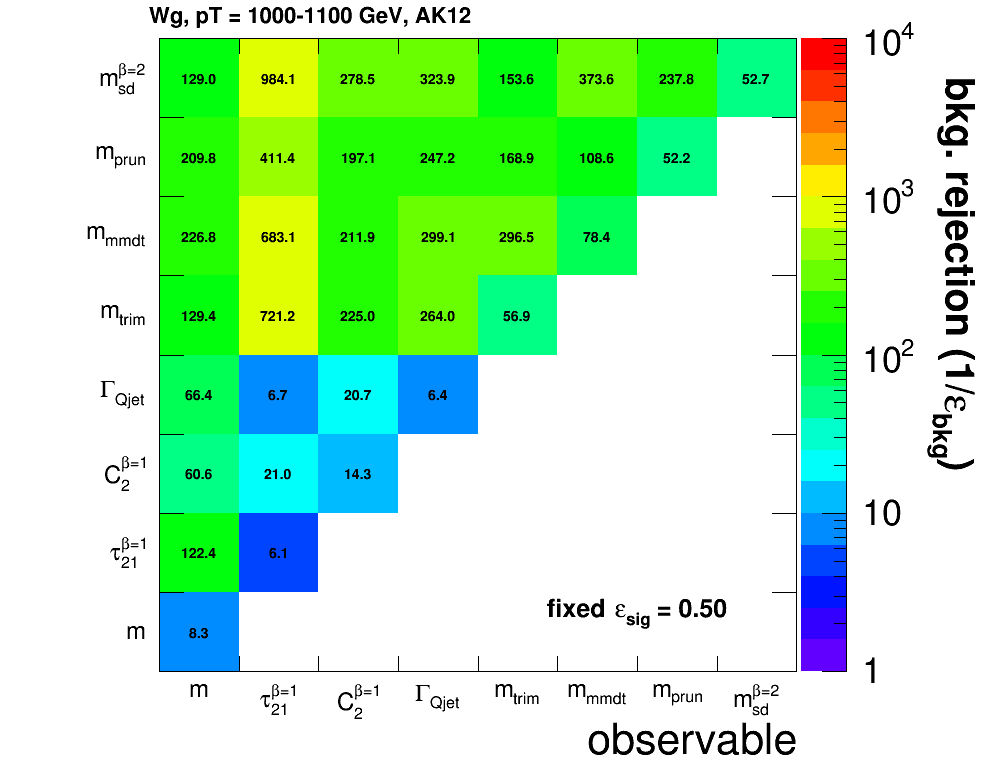 Wg, pT = 1000-1100 GeV, AK12
m_sd^β=2 129.0 984.1 278.5 323.9 153.6 373.6 237.8 52.7
m_prun 209.8 411.4 197.1 247.2 168.9 108.6 52.2
m_mmdt 226.8 683.1 211.9 299.1 296.5 78.4
m_trim 129.4 721.2 225.0 264.0 56.9
Γ_Qjet 66.4 6.7 20.7 6.4
C_2^β=1 60.6 21.0 14.3
τ_21^β=1 122.4 6.1
m 8.3
fixed ε_sig = 0.50
m τ_21^β=1 C_2^β=1 Γ_Qjet m_trim m_mmdt m_prun m_sd^β=2
observable
10^4
10^3
10^2
10
1
bkg. rejection (1/ε_bkg)